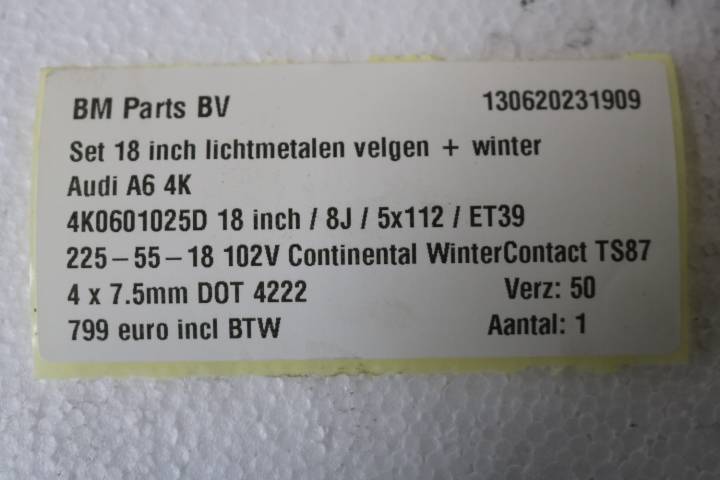 BM Parts BV 130620231909
Set 18 inch lichtmetalen velgen + winter
Audi A6 4K
4K0601025D 18 inch / 8J / 5x112 / ET39
225-55-18 102V Continental WinterContact TS87
4 x 7.5mm DOT 4222 Verz: 50
799 euro incl BTW Aantal: 1